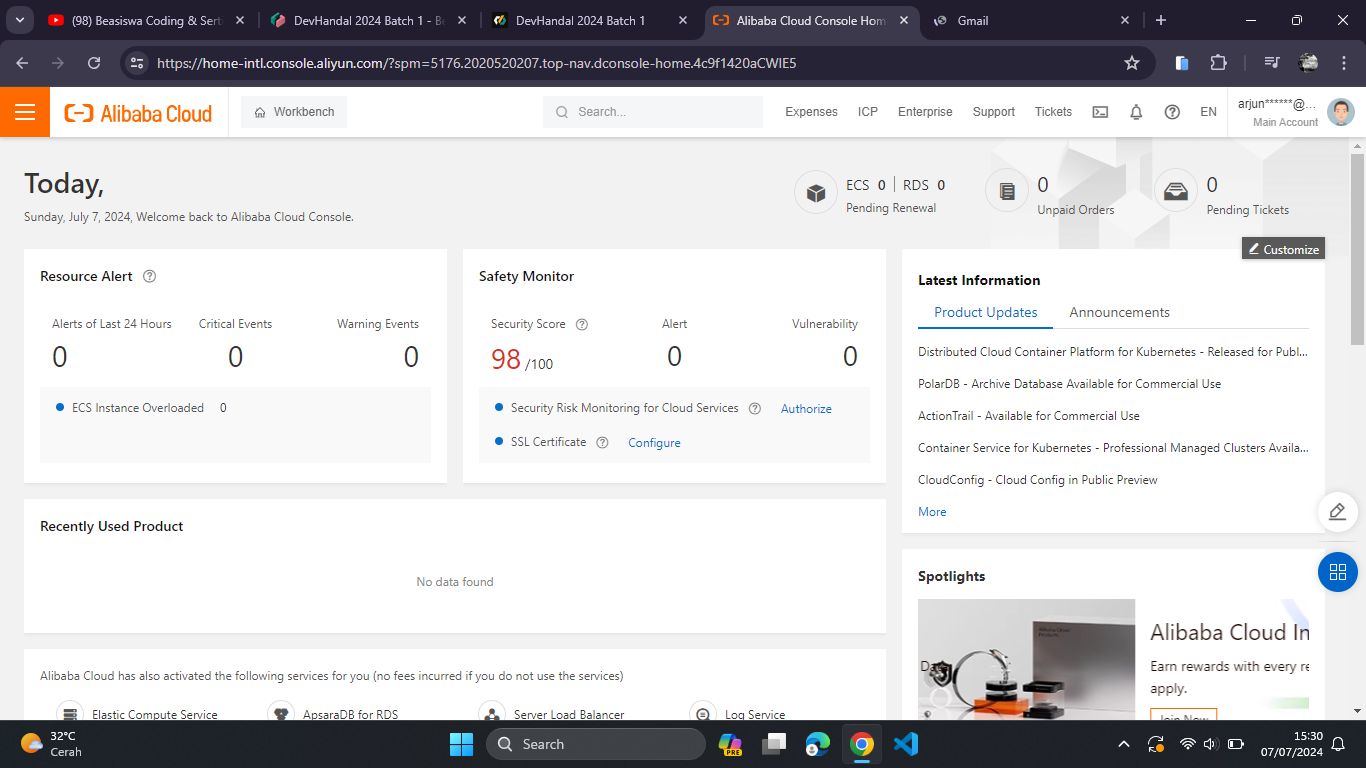 (98) Beasiswa Coding & Sert
DevHandal 2024 Batch 1 - Be
DevHandal 2024 Batch 1
Alibaba Cloud Console Hom
Gmail
https://home-intl.console.aliyun.com/?spm=5176.2020520207.top-nav.dconsole-home.4c9f1420aCWIE5
Alibaba Cloud
Workbench
Search...
Expenses
ICP
Enterprise
Support
Tickets
EN
arjun******@...
Main Account
Today,
Sunday, July 7, 2024, Welcome back to Alibaba Cloud Console.
ECS 0 | RDS 0
Pending Renewal
0
Unpaid Orders
0
Pending Tickets
Customize
Resource Alert
Alerts of Last 24 Hours
Critical Events
Warning Events
0
0
0
ECS Instance Overloaded 0
Safety Monitor
Security Score
Alert
Vulnerability
98 /100
0
0
Security Risk Monitoring for Cloud Services
Authorize
SSL Certificate
Configure
Latest Information
Product Updates
Announcements
Distributed Cloud Container Platform for Kubernetes - Released for Publ...
PolarDB - Archive Database Available for Commercial Use
ActionTrail - Available for Commercial Use
Container Service for Kubernetes - Professional Managed Clusters Availa...
CloudConfig - Cloud Config in Public Preview
More
Recently Used Product
No data found
Spotlights
Alibaba Cloud In
Earn rewards with every re
apply.
Join Now
Alibaba Cloud has also activated the following services for you (no fees incurred if you do not use the services)
Elastic Compute Service
ApsaraDB for RDS
Server Load Balancer
Log Service
32°C
Cerah
Search
PRE
15:30
07/07/2024